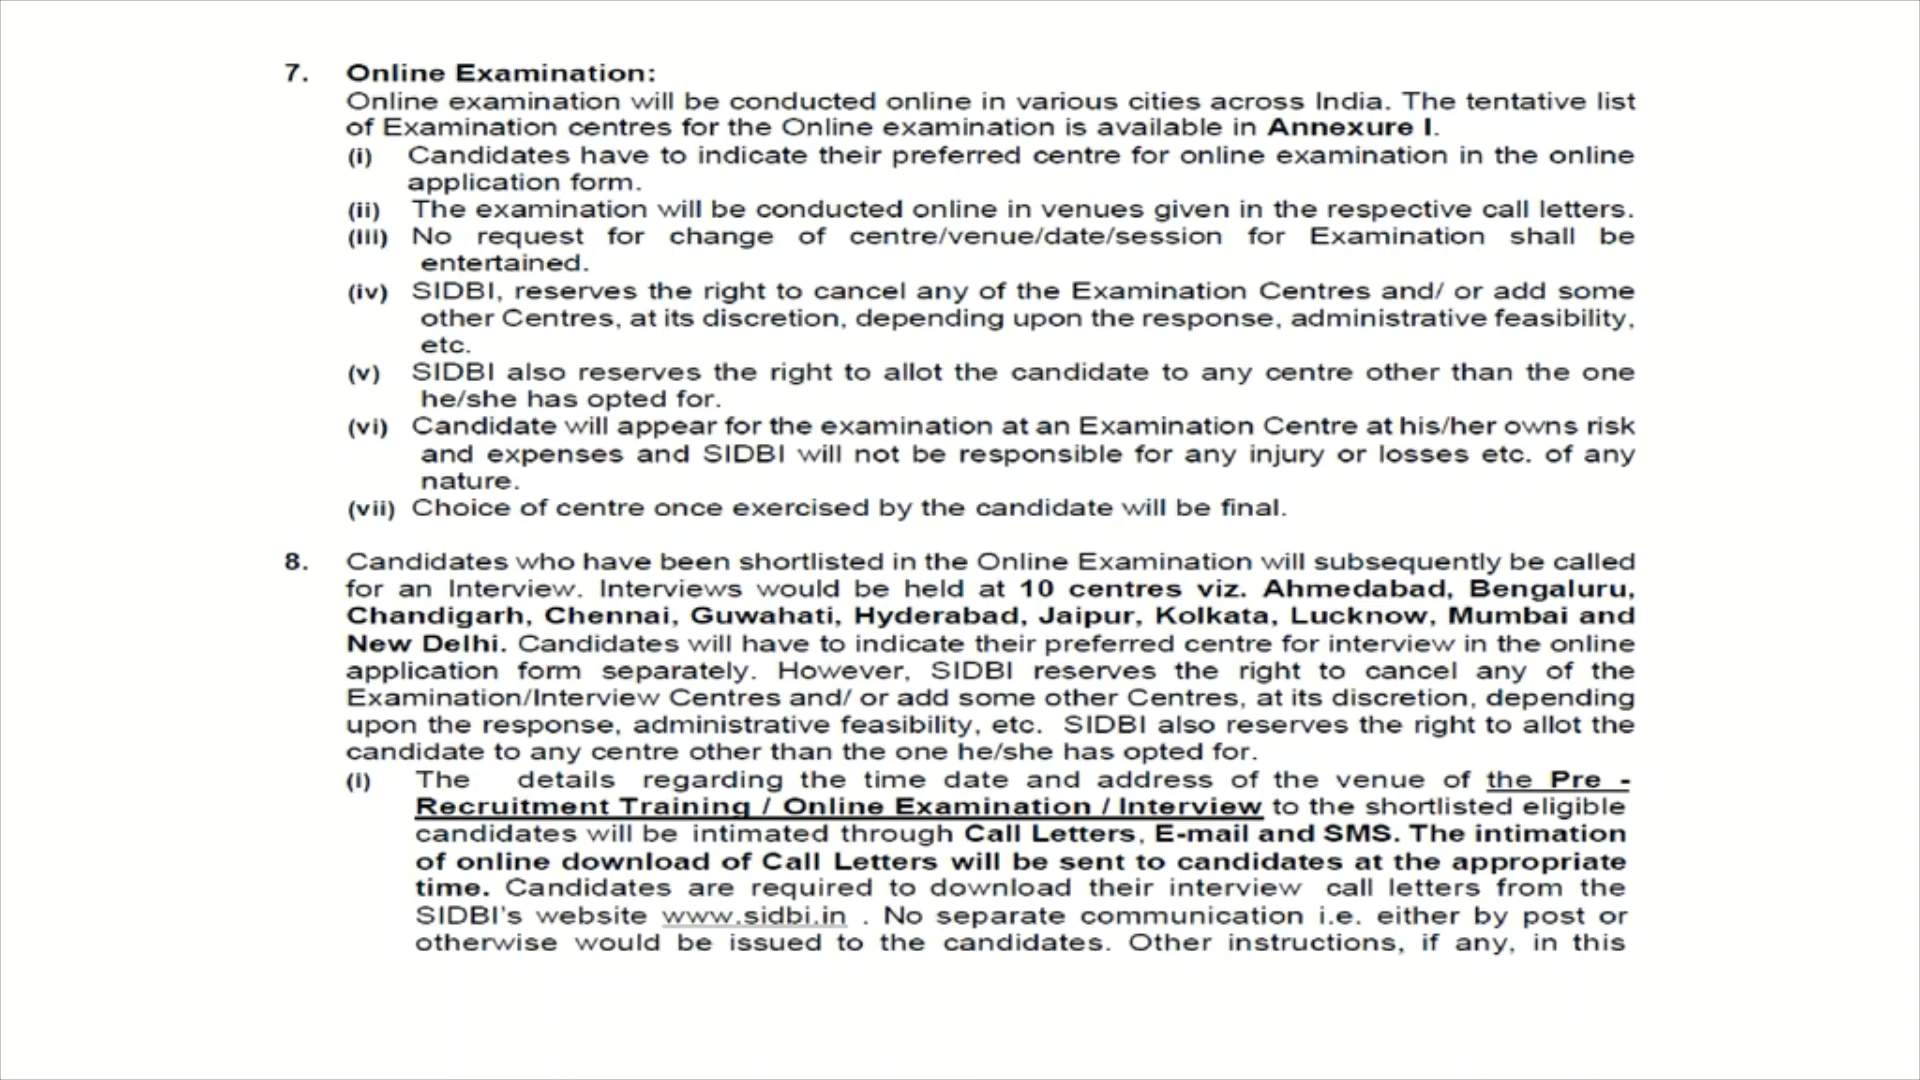 7. Online Examination:
Online examination will be conducted online in various cities across India. The tentative list
of Examination centres for the Online examination is available in Annexure I.
(i) Candidates have to indicate their preferred centre for online examination in the online
application form.
(ii) The examination will be conducted online in venues given in the respective call letters.
(iii) No request for change of centre/venue/date/session for Examination shall be
entertained.
(iv) SIDBI, reserves the right to cancel any of the Examination Centres and/ or add some
other Centres, at its discretion, depending upon the response, administrative feasibility,
etc.
(v) SIDBI also reserves the right to allot the candidate to any centre other than the one
he/she has opted for.
(vi) Candidate will appear for the examination at an Examination Centre at his/her owns risk
and expenses and SIDBI will not be responsible for any injury or losses etc. of any
nature.
(vii) Choice of centre once exercised by the candidate will be final.
8. Candidates who have been shortlisted in the Online Examination will subsequently be called
for an Interview. Interviews would be held at 10 centres viz. Ahmedabad, Bengaluru,
Chandigarh, Chennai, Guwahati, Hyderabad, Jaipur, Kolkata, Lucknow, Mumbai and
New Delhi. Candidates will have to indicate their preferred centre for interview in the online
application form separately. However, SIDBI reserves the right to cancel any of the
Examination/Interview Centres and/ or add some other Centres, at its discretion, depending
upon the response, administrative feasibility, etc. SIDBI also reserves the right to allot the
candidate to any centre other than the one he/she has opted for.
(i) The details regarding the time date and address of the venue of the Pre -
Recruitment Training / Online Examination / Interview to the shortlisted eligible
candidates will be intimated through Call Letters, E-mail and SMS. The intimation
of online download of Call Letters will be sent to candidates at the appropriate
time. Candidates are required to download their interview call letters from the
SIDBI's website www.sidbi.in . No separate communication i.e. either by post or
otherwise would be issued to the candidates. Other instructions, if any, in this